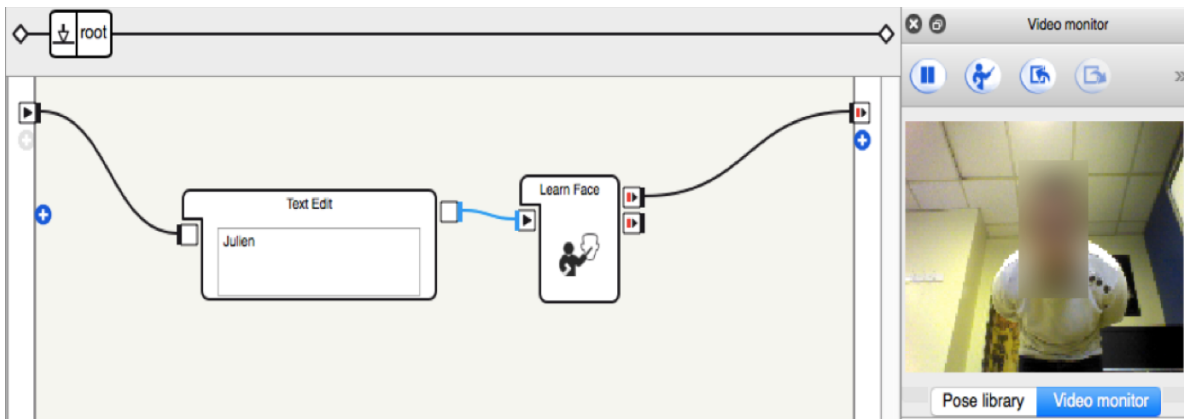 root
Video monitor
Text Edit
Julien
Learn Face
Pose library
Video monitor